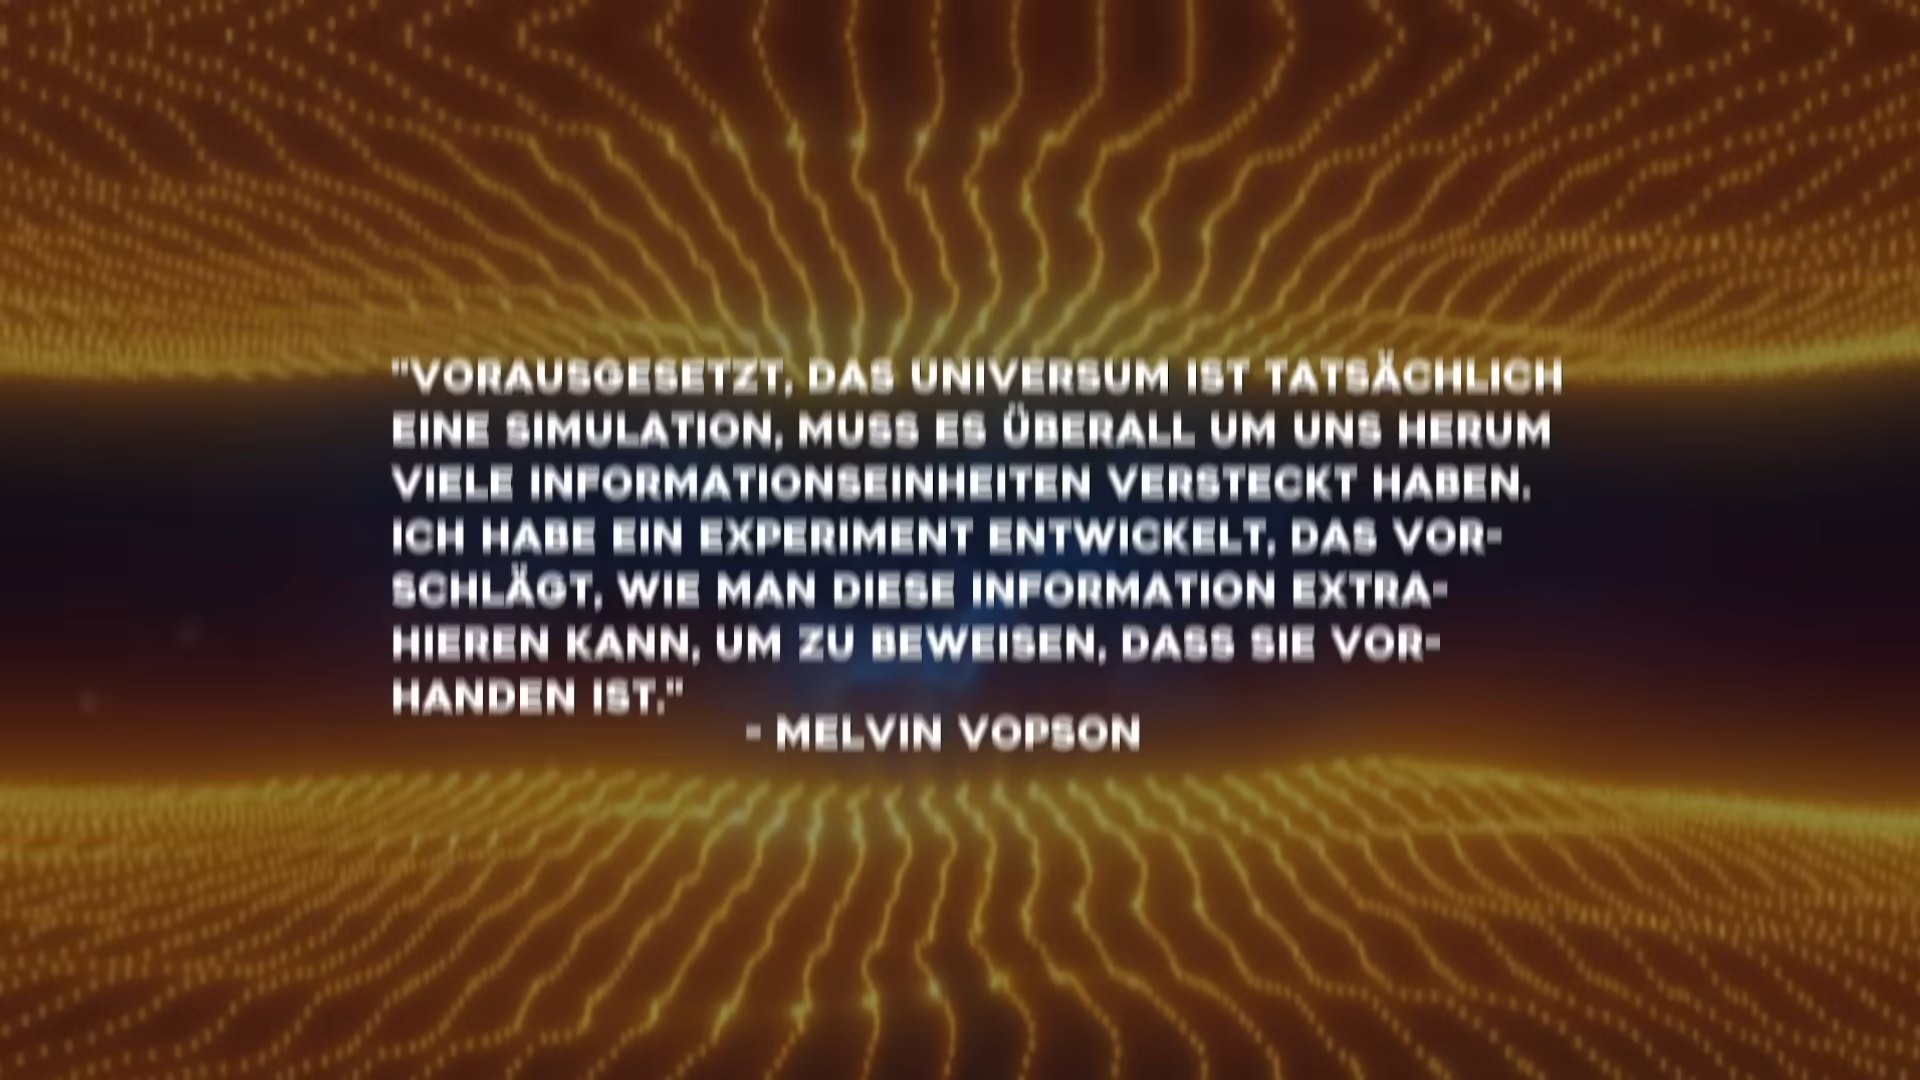 "VORAUSGESETZT, DAS UNIVERSUM IST TATSÄCHLICH
EINE SIMULATION, MUSS ES ÜBERALL UM UNS HERUM
VIELE INFORMATIONSEINHEITEN VERSTECKT HABEN.
ICH HABE EIN EXPERIMENT ENTWICKELT, DAS VOR-
SCHLÄGT, WIE MAN DIESE INFORMATION EXTRA-
HIEREN KANN, UM ZU BEWEISEN, DASS SIE VOR-
HANDEN IST."
- MELVIN VOPSON